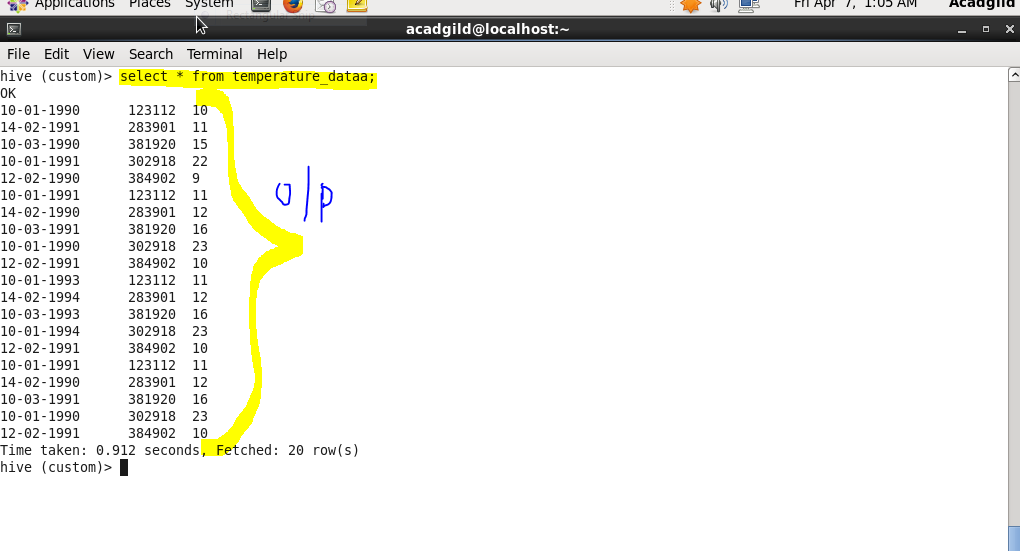 Applications Places System Fri Apr 7, 1:05 AM Acadgild
acadgild@localhost:~
File Edit View Search Terminal Help
hive (custom)> select * from temperature_dataa;
OK
10-01-1990 123112 10
14-02-1991 283901 11
10-03-1990 381920 15
10-01-1991 302918 22
12-02-1990 384902 9
10-01-1991 123112 11
14-02-1990 283901 12
10-03-1991 381920 16
10-01-1990 302918 23
12-02-1991 384902 10
10-01-1993 123112 11
14-02-1994 283901 12
10-03-1993 381920 16
10-01-1994 302918 23
12-02-1991 384902 10
10-01-1991 123112 11
14-02-1990 283901 12
10-03-1991 381920 16
10-01-1990 302918 23
12-02-1991 384902 10
o/p
Time taken: 0.912 seconds, Fetched: 20 row(s)
hive (custom)>